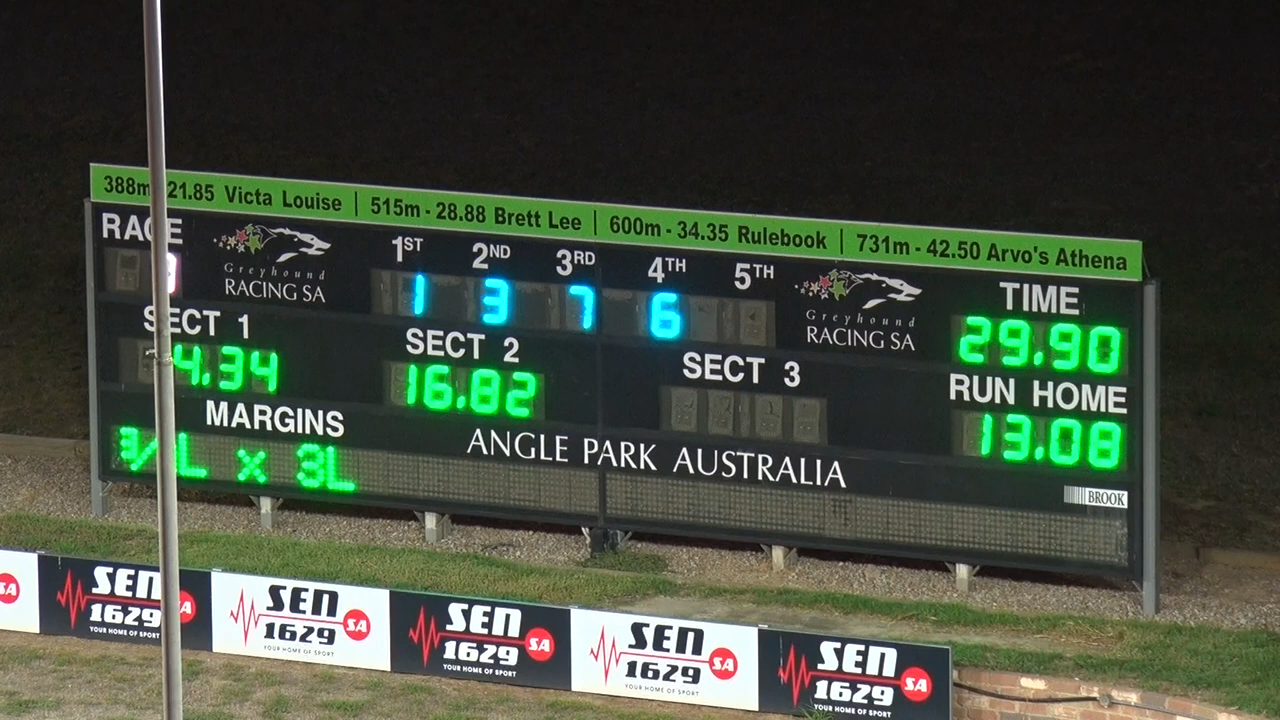 388m 21.85 Victa Louise | 515m - 28.88 Brett Lee | 600m - 34.35 Rulebook | 731m - 42.50 Arvo's Athena
RACE
Greyhound
RACING SA
1ST 2ND 3RD 4TH 5TH
1 3 7 6
Greyhound
RACING SA
TIME
29.90
SECT 1
4.34
SECT 2
16.82
SECT 3
RUN HOME
13.08
MARGINS
L x 3L
ANGLE PARK AUSTRALIA
BROOK
SA
SEN
1629 SA
YOUR HOME OF SPORT
SEN
1629 SA
YOUR HOME OF SPORT
SEN
1629 SA
YOUR HOME OF SPORT
SEN
1629 SA
YOUR HOME OF SPORT
SEN
1629 SA
YOUR HOME OF SPORT